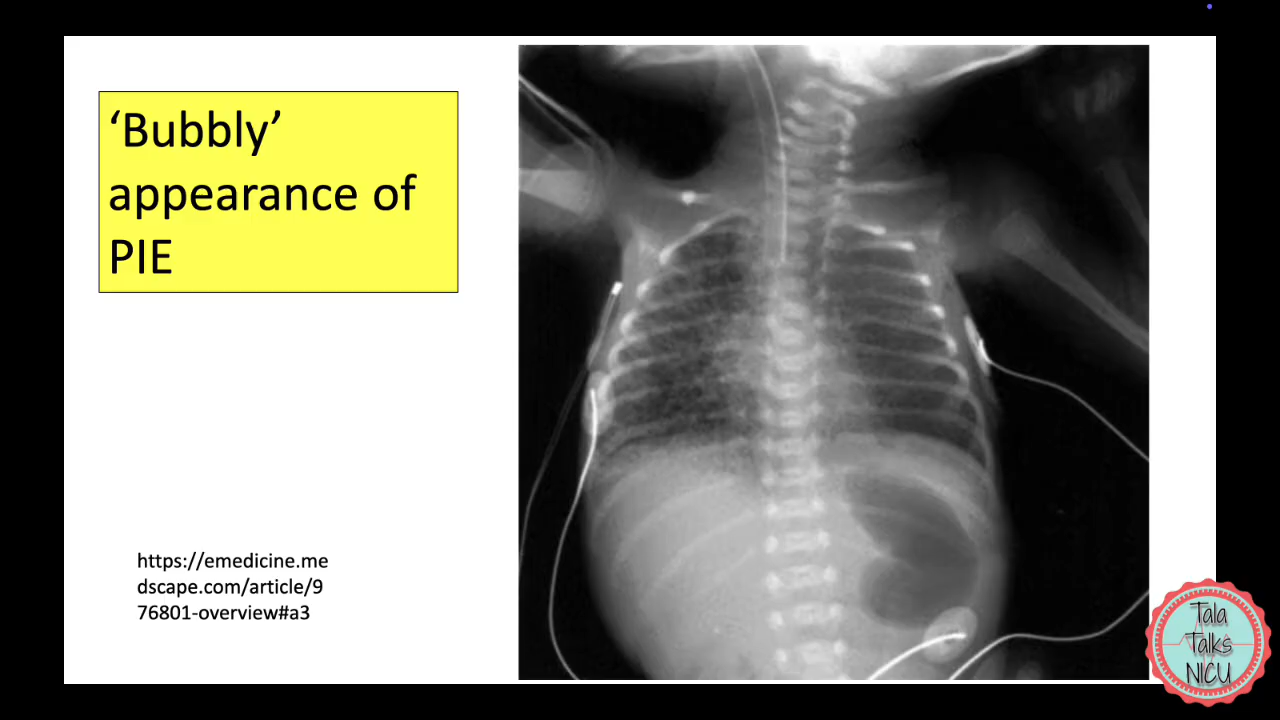 ‘Bubbly’
appearance of
PIE
https://emedicine.me
dscape.com/article/9
76801-overview#a3
Tala
Talks
NICU